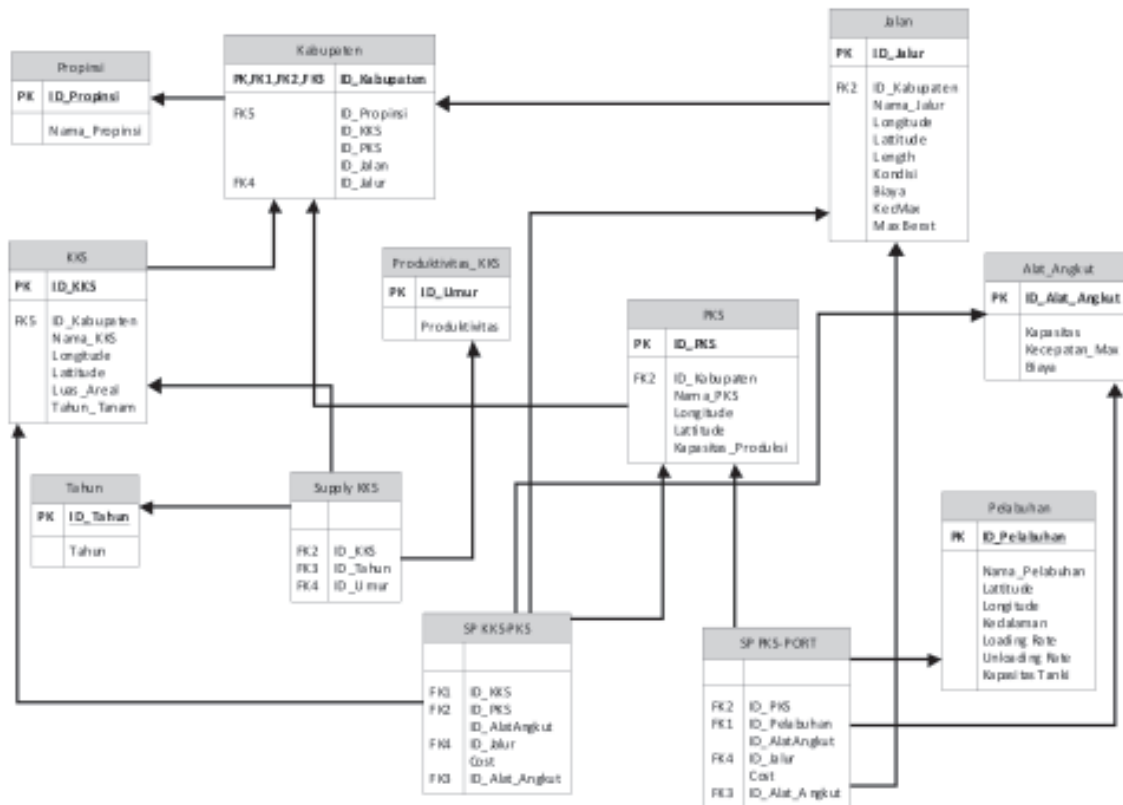 Propinsi
PK ID_Propinsi
Nama_Propinsi
Kabupaten
PK,FK1,FK2,FK3 ID_Kabupaten
FK5 ID_Propinsi
ID_KKS
ID_PKS
ID_Jalan
FK4 ID_Jalur
Jalan
PK ID_Jalur
FK2 ID_Kabupaten
Nama_Jalur
Longitude
Lattitude
Length
Kondisi
Biaya
KecMax
MaxBerat
KKS
PK ID_KKS
FK5 ID_Kabupaten
Nama_KKS
Longitude
Lattitude
Luas_Areal
Tahun_Tanam
Produktivitas_KKS
PK ID_Umur
Produktivitas
PKS
PK ID_PKS
FK2 ID_Kabupaten
Nama_PKS
Longitude
Lattitude
Kapasitas_Produksi
Alat_Angkut
PK ID_Alat_Angkut
Kapasitas
Kecepatan_Max
Biaya
Tahun
PK ID_Tahun
Tahun
Supply KKS
FK2 ID_KKS
FK3 ID_Tahun
FK4 ID_Umur
Pelabuhan
PK ID_Pelabuhan
Nama_Pelabuhan
Lattitude
Longitude
Kedalaman
Loading Rate
Unloading Rate
Kapasitas Tanki
SP KKS-PKS
FK1 ID_KKS
FK2 ID_PKS
ID_AlatAngkut
FK4 ID_Jalur
Cost
FK3 ID_Alat_Angkut
SP PKS-PORT
FK2 ID_PKS
FK1 ID_Pelabuhan
ID_AlatAngkut
FK4 ID_Jalur
Cost
FK3 ID_Alat_Angkut